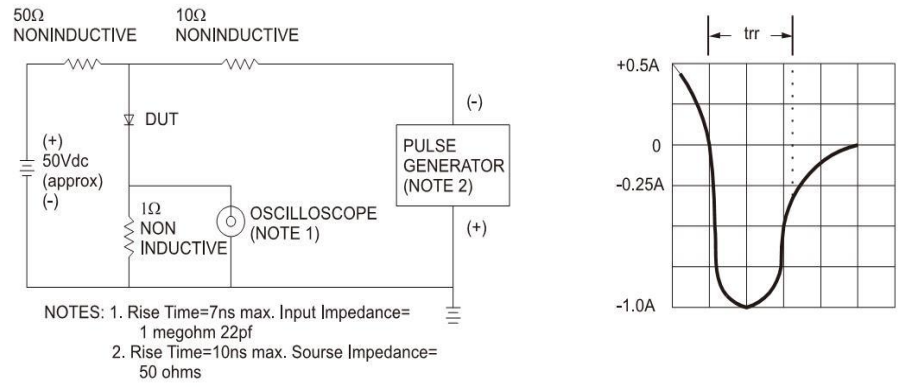 50Ω
NONINDUCTIVE
10Ω
NONINDUCTIVE
DUT
(+)
50Vdc
(approx)
(-)
1Ω
NON
INDUCTIVE
OSCILLOSCOPE
(NOTE 1)
(-)
PULSE
GENERATOR
(NOTE 2)
(+)
NOTES: 1. Rise Time=7ns max. Input Impedance=
1 megohm 22pf
2. Rise Time=10ns max. Sourse Impedance=
50 ohms
trr
+0.5A
0
-0.25A
-1.0A